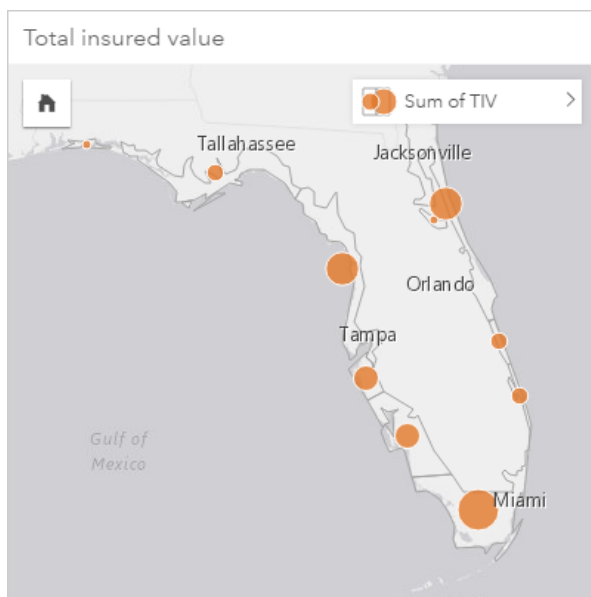 Total insured value
Sum of TIV
Tallahassee
Jacksonville
Orlando
Tampa
Gulf of
Mexico
Miami